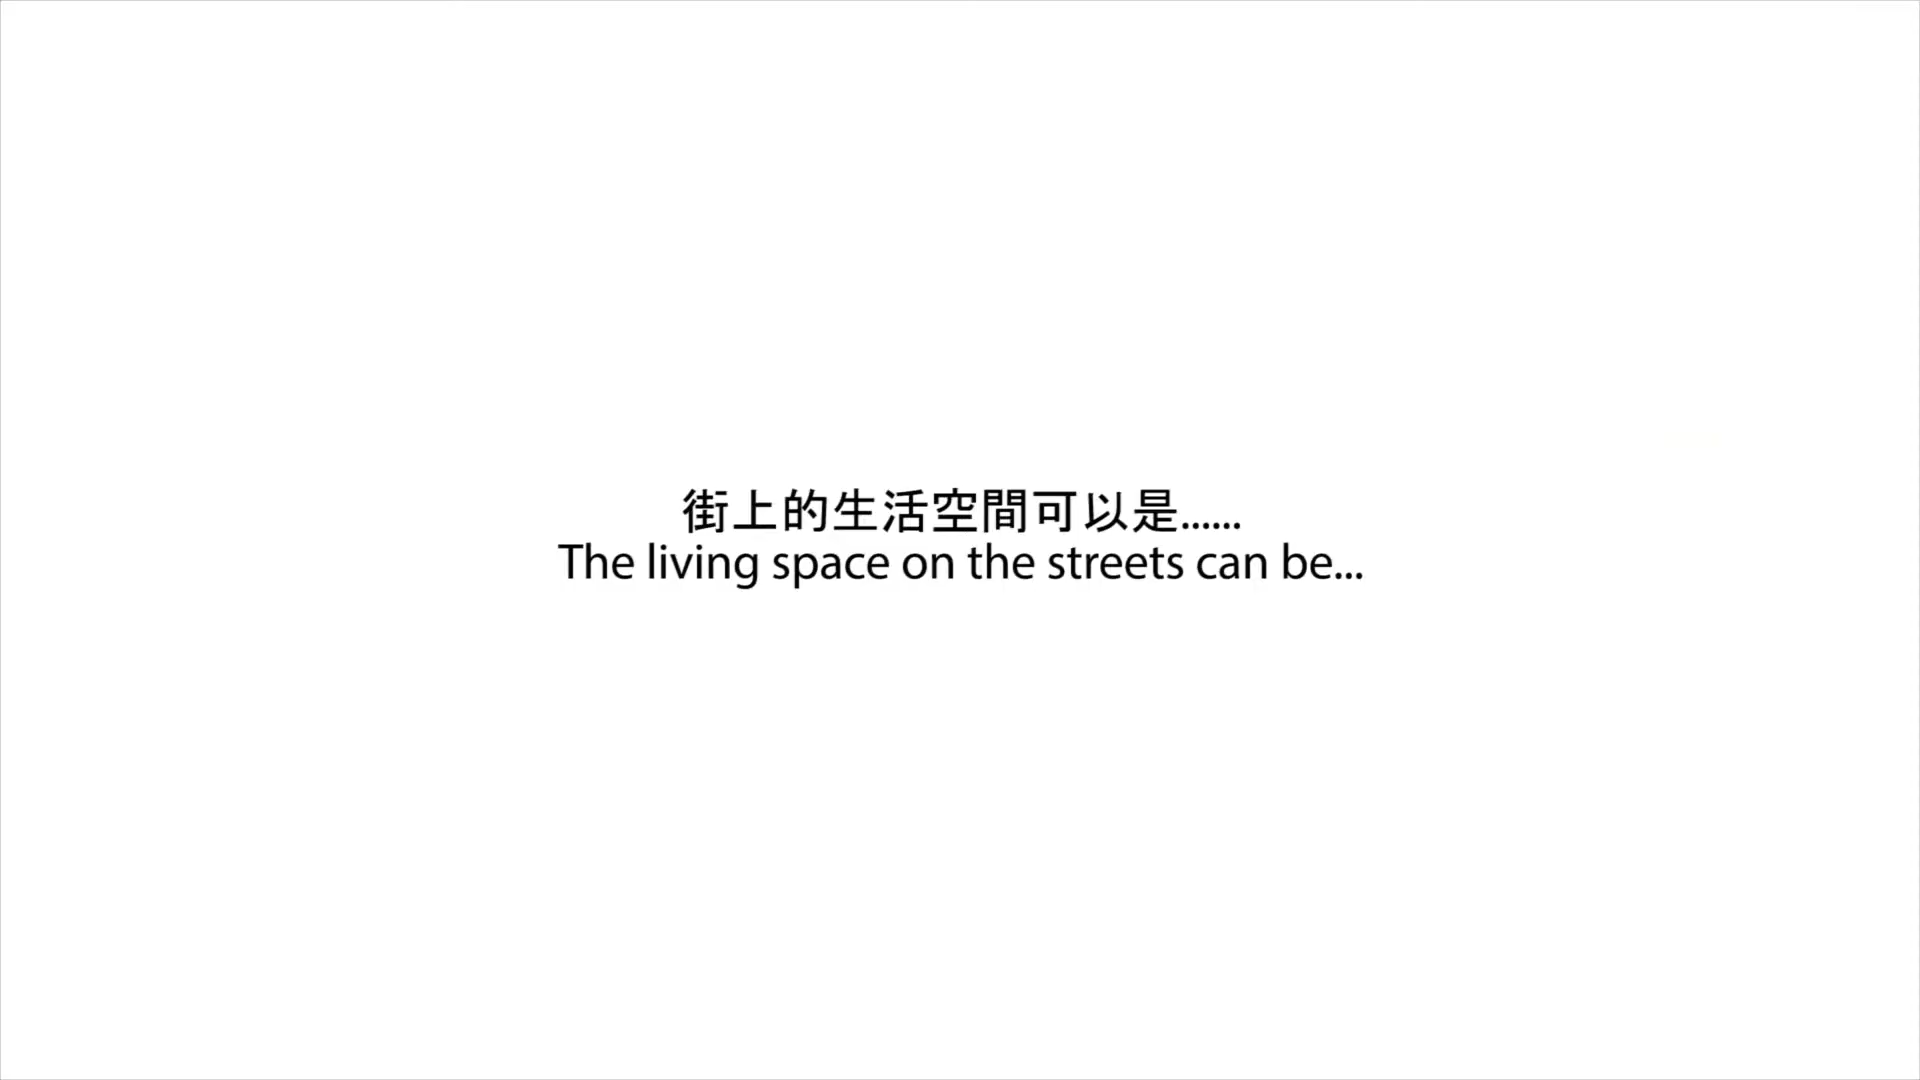 街上的生活空間可以是......
The living space on the streets can be...